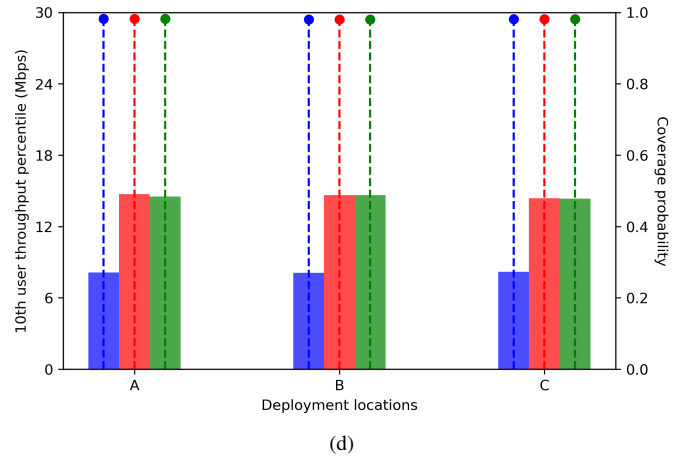 10th user throughput percentile (Mbps)
30
24
18
12
6
0
A
B
C
Deployment locations
1.0
0.8
0.6
0.4
0.2
0.0
Coverage probability
(d)